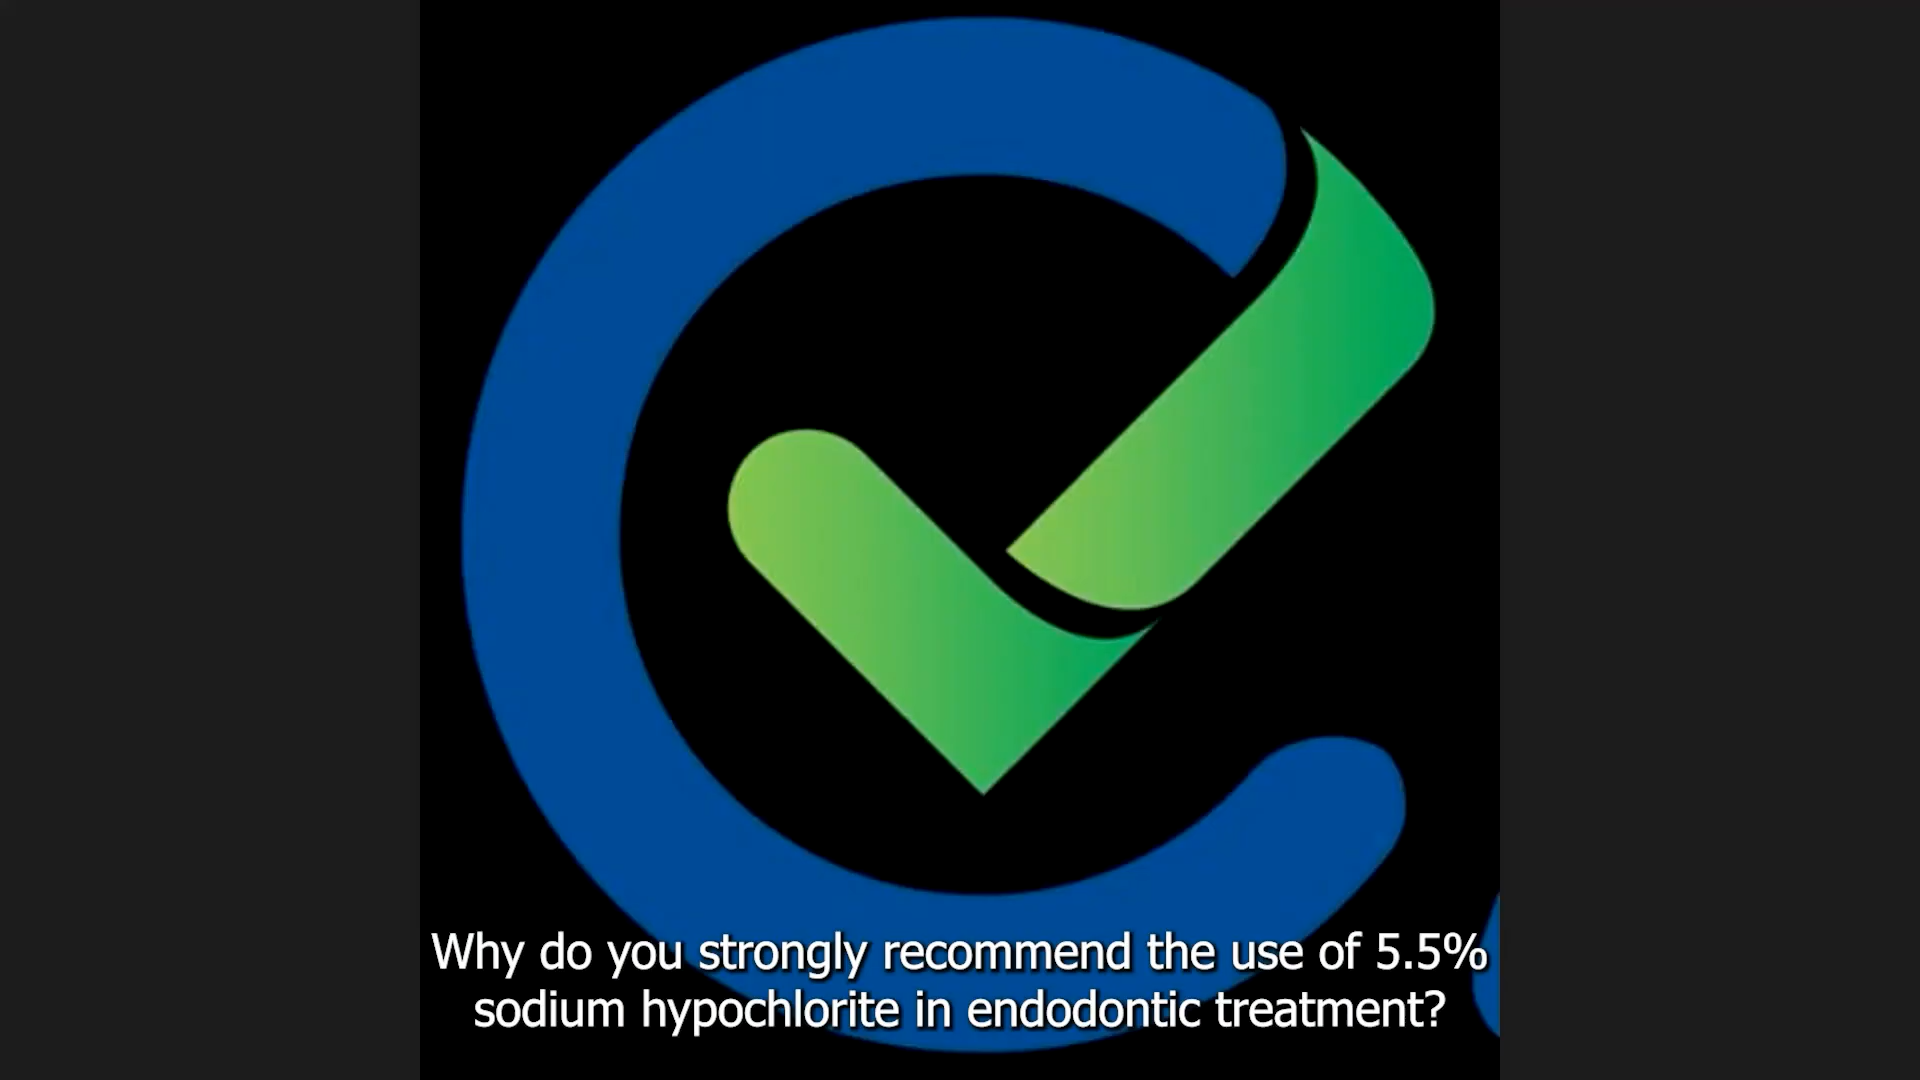 Why do you strongly recommend the use of 5.5%
sodium hypochlorite in endodontic treatment?